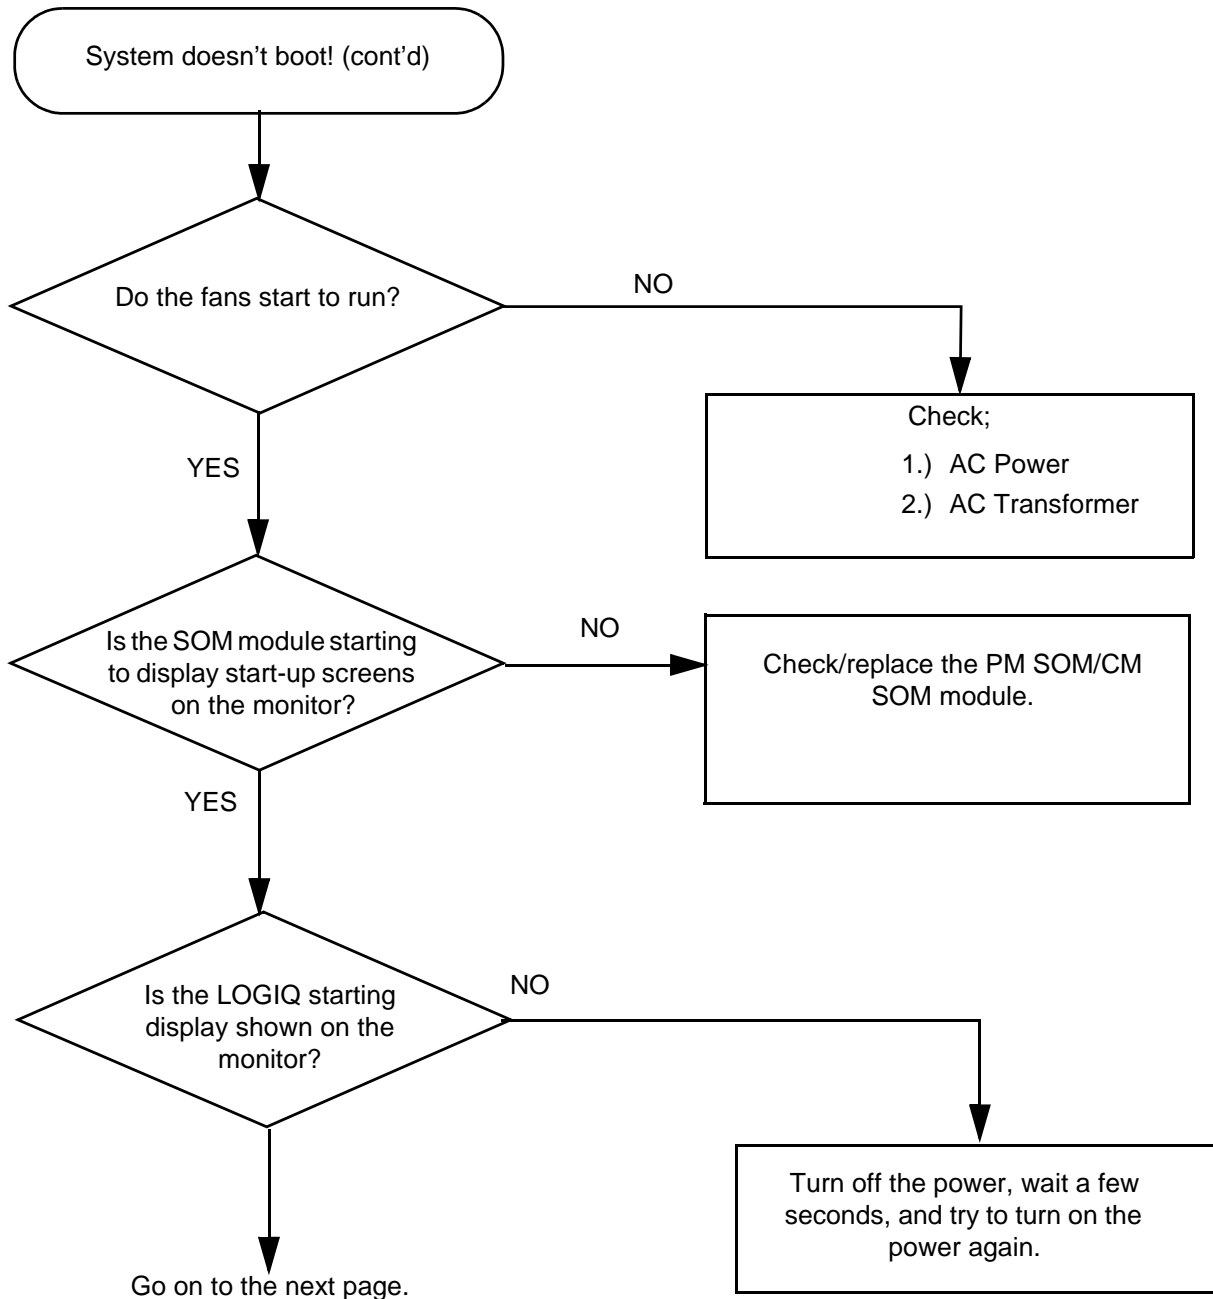 System doesn't boot! (cont'd)
Do the fans start to run?
NO
Check;
1.) AC Power
2.) AC Transformer
YES
Is the SOM module starting
to display start-up screens
on the monitor?
NO
Check/replace the PM SOM/CM
SOM module.
YES
Is the LOGIQ starting
display shown on the
monitor?
NO
Turn off the power, wait a few
seconds, and try to turn on the
power again.
Go on to the next page.